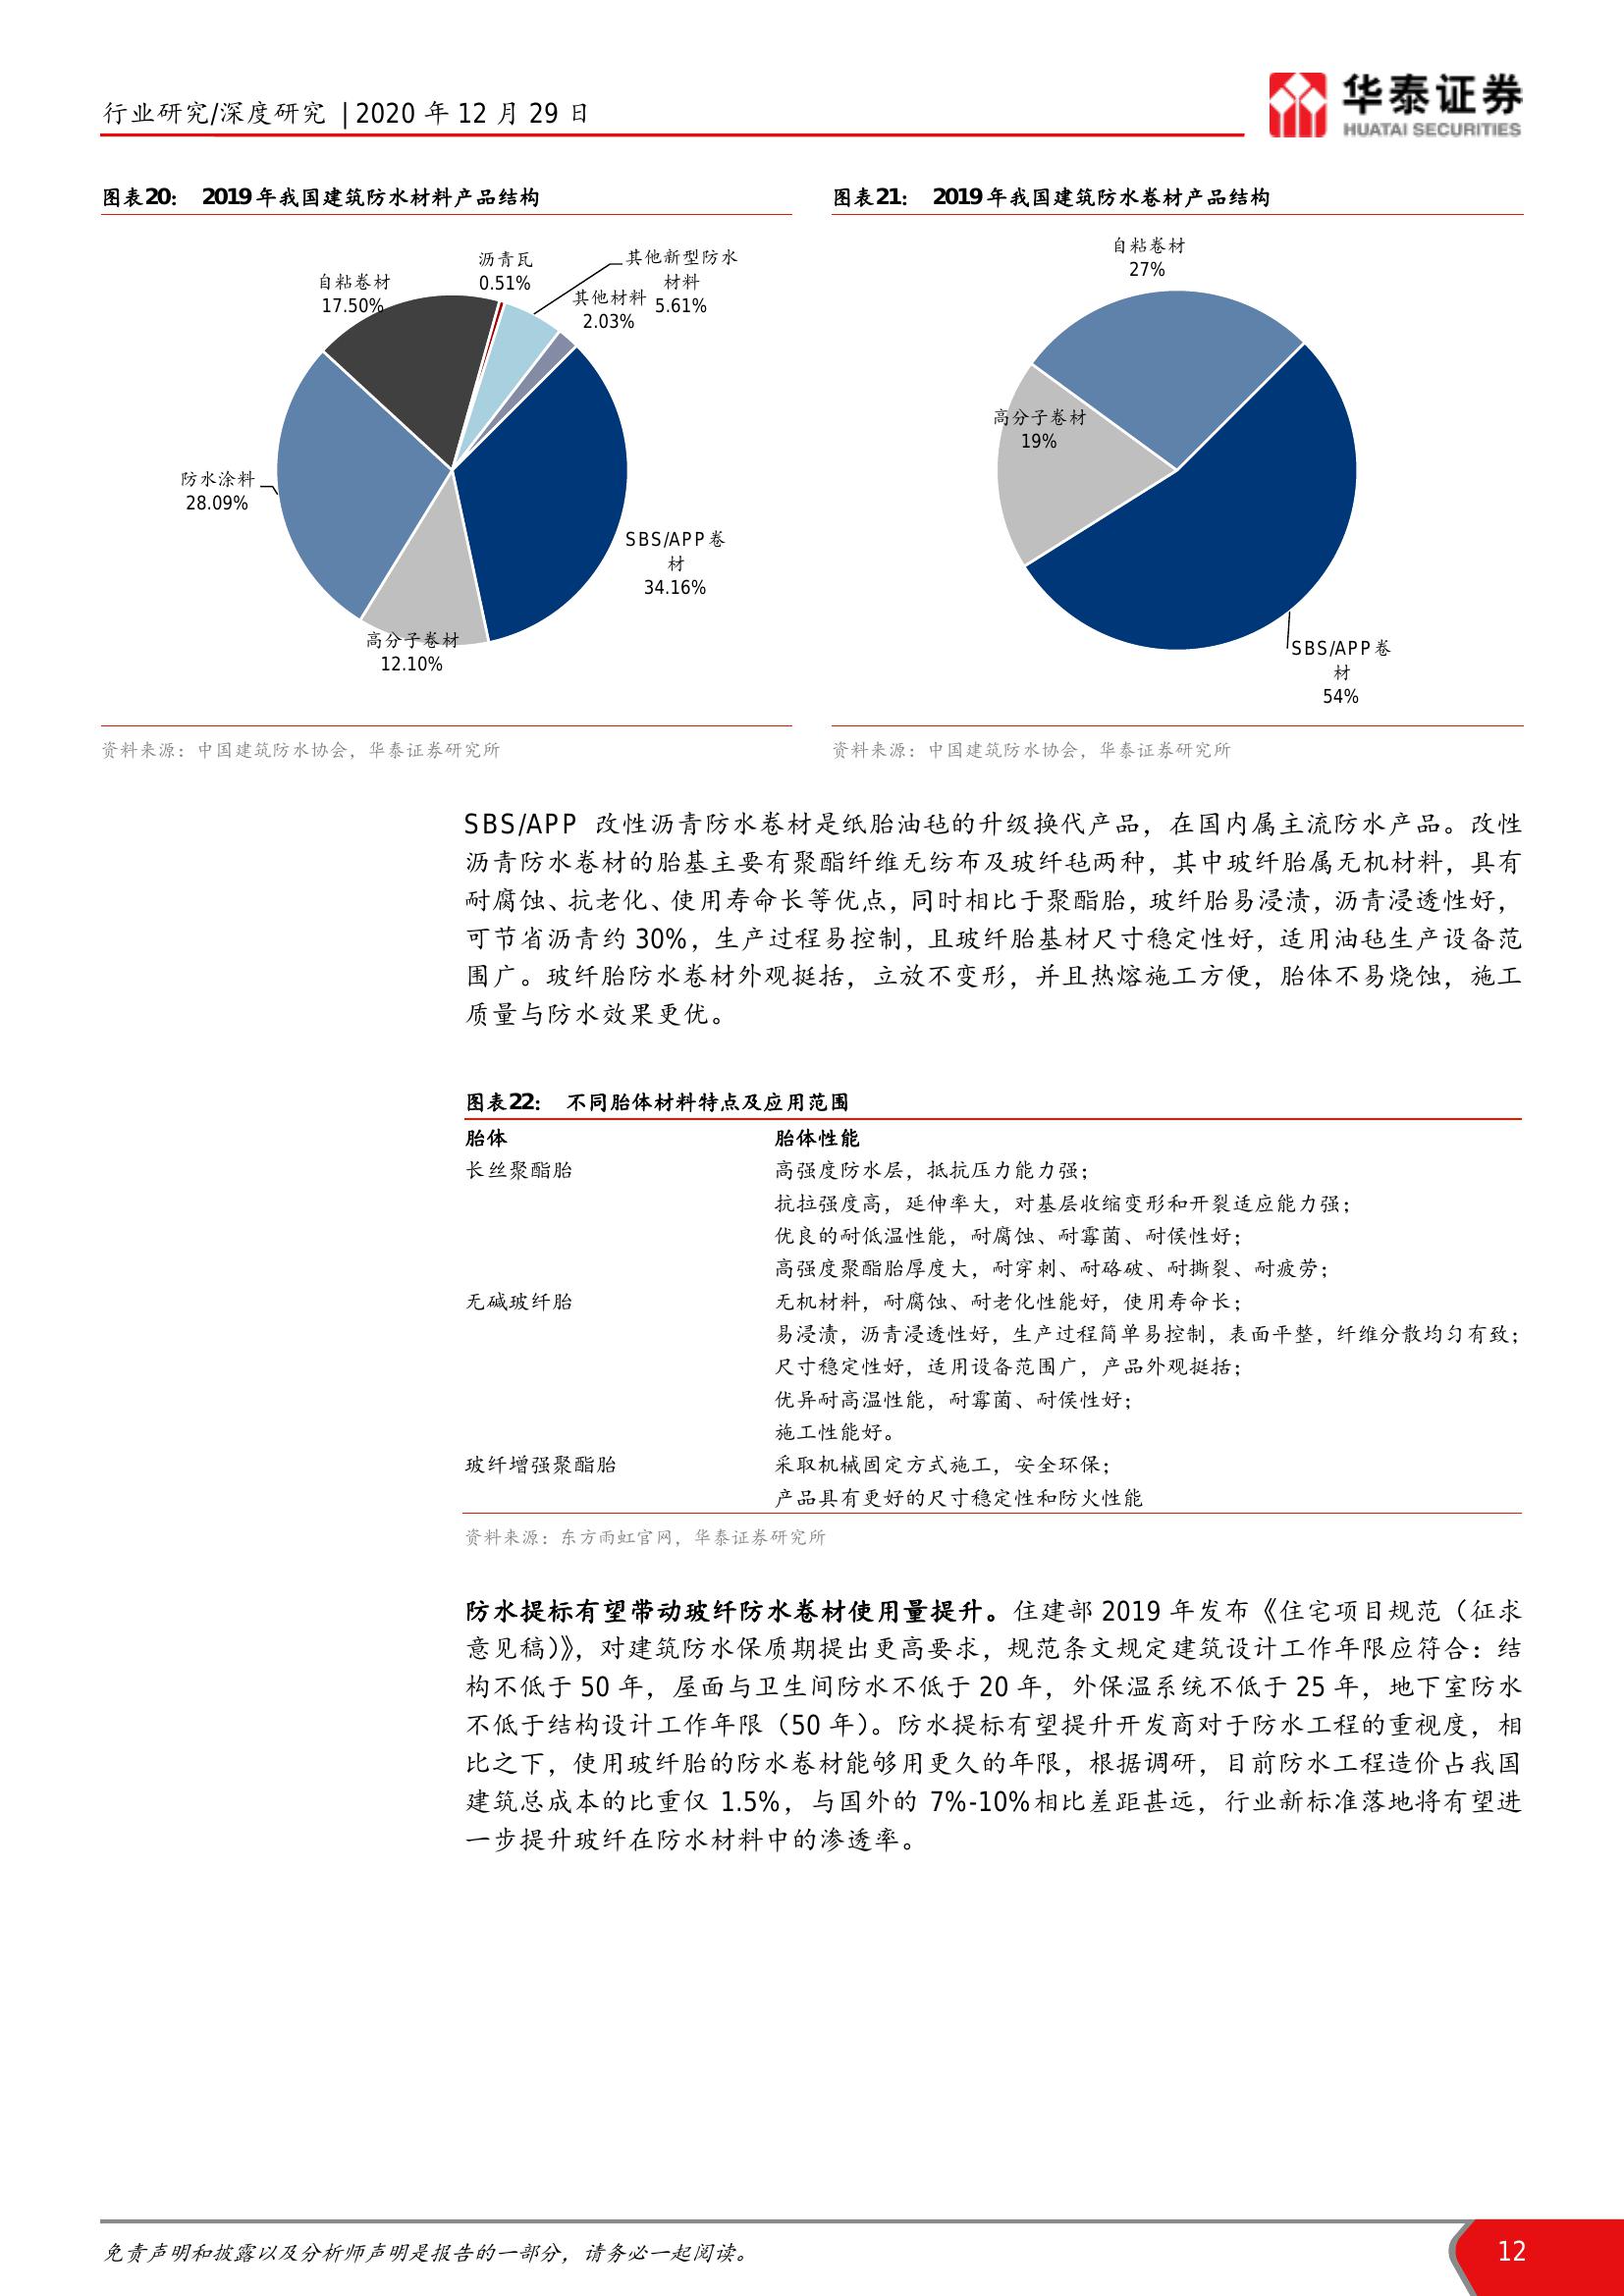 行业研究/深度研究 | 2020 年 12 月 29 日
华泰证券
HUATAI SECURITIES
图表20： 2019年我国建筑防水材料产品结构
自粘卷材
17.50%
沥青瓦
0.51%
其他新型防水
材料
5.61%
其他材料
2.03%
防水涂料
28.09%
SBS/APP卷
材
34.16%
高分子卷材
12.10%
资料来源：中国建筑防水协会，华泰证券研究所
图表21： 2019年我国建筑防水卷材产品结构
自粘卷材
27%
高分子卷材
19%
SBS/APP卷
材
54%
资料来源：中国建筑防水协会，华泰证券研究所
SBS/APP 改性沥青防水卷材是纸胎油毡的升级换代产品，在国内属主流防水产品。改性
沥青防水卷材的胎基主要有聚酯纤维无纺布及玻纤毡两种，其中玻纤胎属无机材料，具有
耐腐蚀、抗老化、使用寿命长等优点，同时相比于聚酯胎，玻纤胎易浸渍，沥青浸透性好，
可节省沥青约 30%，生产过程易控制，且玻纤胎基材尺寸稳定性好，适用油毡生产设备范
围广。玻纤胎防水卷材外观挺括，立放不变形，并且热熔施工方便，胎体不易烧蚀，施工
质量与防水效果更优。
图表22： 不同胎体材料特点及应用范围
胎体 胎体性能
长丝聚酯胎 高强度防水层，抵抗压力能力强；
抗拉强度高，延伸率大，对基层收缩变形和开裂适应能力强；
优良的耐低温性能，耐腐蚀、耐霉菌、耐侯性好；
高强度聚酯胎厚度大，耐穿刺、耐硌破、耐撕裂、耐疲劳；
无碱玻纤胎 无机材料，耐腐蚀、耐老化性能好，使用寿命长；
易浸渍，沥青浸透性好，生产过程简单易控制，表面平整，纤维分散均匀有致；
尺寸稳定性好，适用设备范围广，产品外观挺括；
优异耐高温性能，耐霉菌、耐侯性好；
施工性能好。
玻纤增强聚酯胎 采取机械固定方式施工，安全环保；
产品具有更好的尺寸稳定性和防火性能
资料来源：东方雨虹官网，华泰证券研究所
防水提标有望带动玻纤防水卷材使用量提升。住建部 2019 年发布《住宅项目规范（征求
意见稿）》，对建筑防水保质期提出更高要求，规范条文规定建筑设计工作年限应符合：结
构不低于 50 年，屋面与卫生间防水不低于 20 年，外保温系统不低于 25 年，地下室防水
不低于结构设计工作年限（50 年）。防水提标有望提升开发商对于防水工程的重视度，相
比之下，使用玻纤胎的防水卷材能够用更久的年限，根据调研，目前防水工程造价占我国
建筑总成本的比重仅 1.5%，与国外的 7%-10%相比差距甚远，行业新标准落地将有望进
一步提升玻纤在防水材料中的渗透率。
免责声明和披露以及分析师声明是报告的一部分，请务必一起阅读。
12